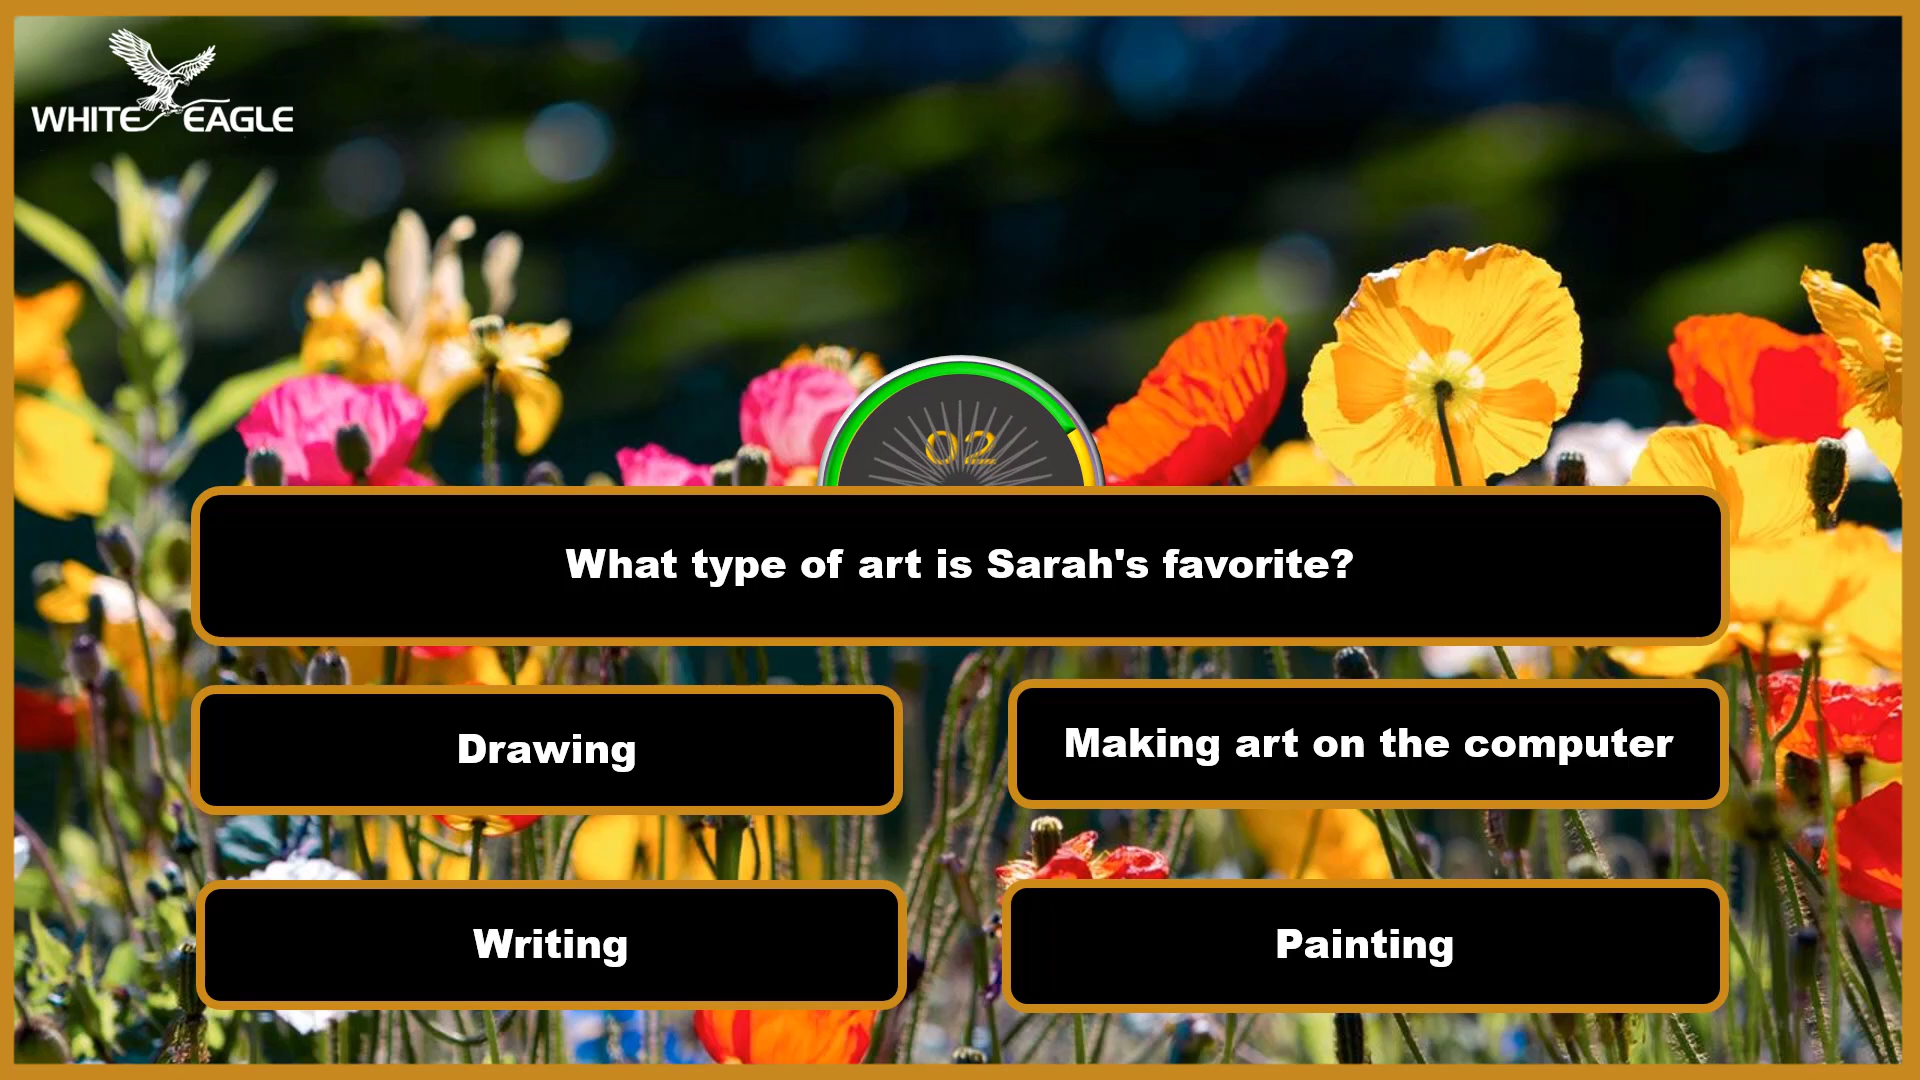 WHITE EAGLE
02
What type of art is Sarah's favorite?
Drawing
Making art on the computer
Writing
Painting